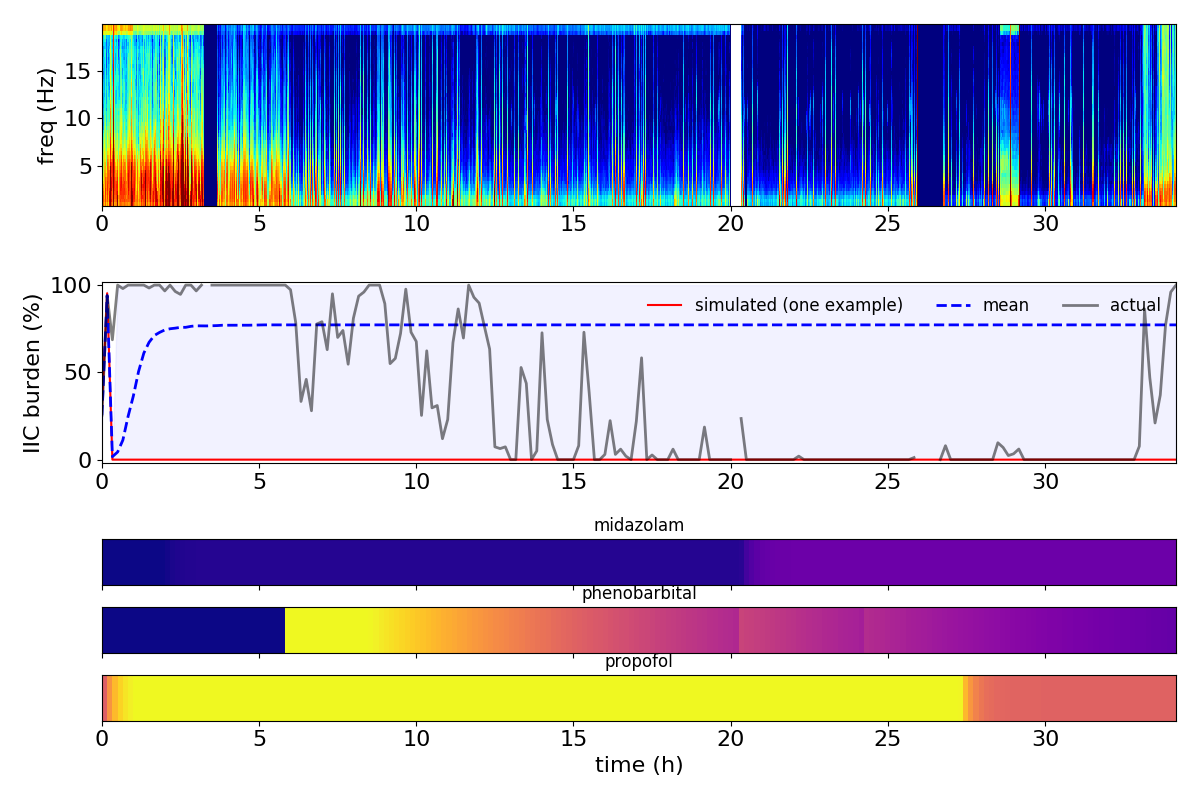 freq (Hz)
15
10
5
0 5 10 15 20 25 30
IIC burden (%)
100
50
0
simulated (one example) mean actual
0 5 10 15 20 25 30
midazolam
phenobarbital
propofol
0 5 10 15 20 25 30
time (h)